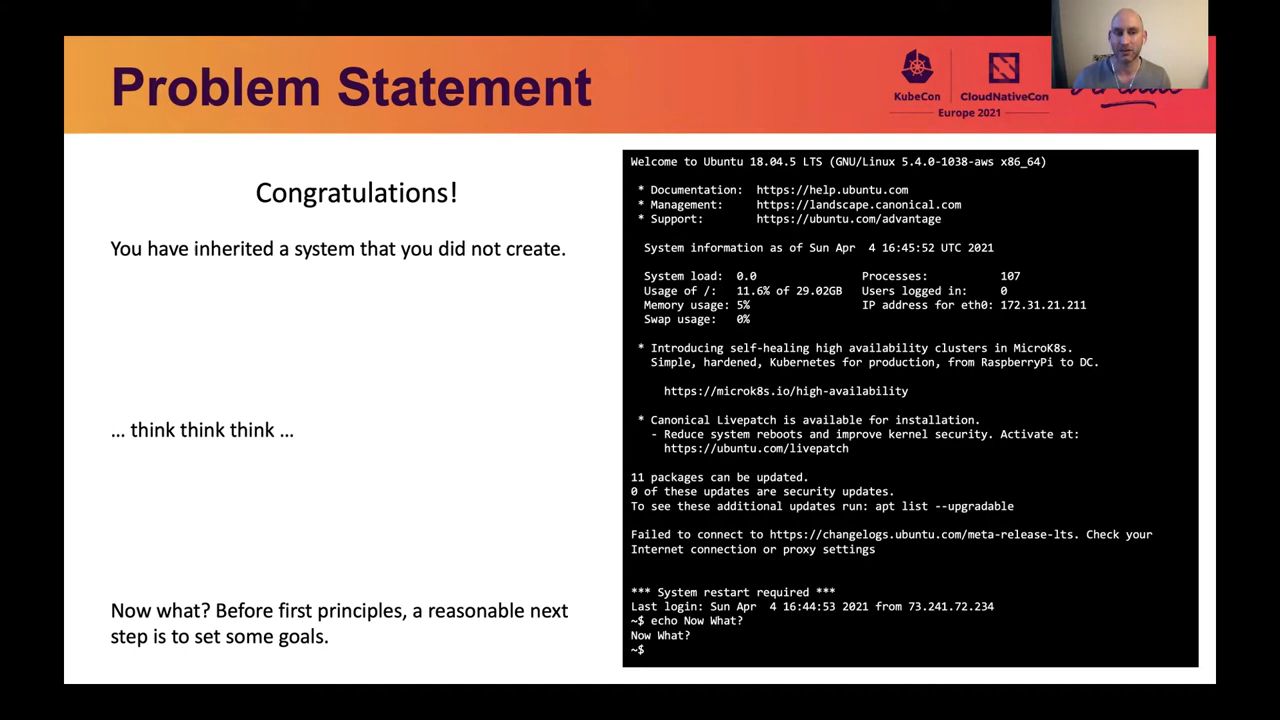 Problem Statement
KubeCon
CloudNativeCon
Europe 2021
Congratulations!
You have inherited a system that you did not create.
... think think think ...
Now what? Before first principles, a reasonable next
step is to set some goals.
Welcome to Ubuntu 18.04.5 LTS (GNU/Linux 5.4.0-1038-aws x86_64)
* Documentation: https://help.ubuntu.com
* Management: https://landscape.canonical.com
* Support: https://ubuntu.com/advantage
System information as of Sun Apr 4 16:45:52 UTC 2021
System load: 0.0 Processes: 107
Usage of /: 11.6% of 29.02GB Users logged in: 0
Memory usage: 5% IP address for eth0: 172.31.21.211
Swap usage: 0%
* Introducing self-healing high availability clusters in MicroK8s.
Simple, hardened, Kubernetes for production, from RaspberryPi to DC.
https://microk8s.io/high-availability
* Canonical Livepatch is available for installation.
- Reduce system reboots and improve kernel security. Activate at:
https://ubuntu.com/livepatch
11 packages can be updated.
0 of these updates are security updates.
To see these additional updates run: apt list --upgradable
Failed to connect to https://changelogs.ubuntu.com/meta-release-lts. Check your
Internet connection or proxy settings
*** System restart required ***
Last login: Sun Apr 4 16:44:53 2021 from 73.241.72.234
~$ echo Now What?
Now What?
~$